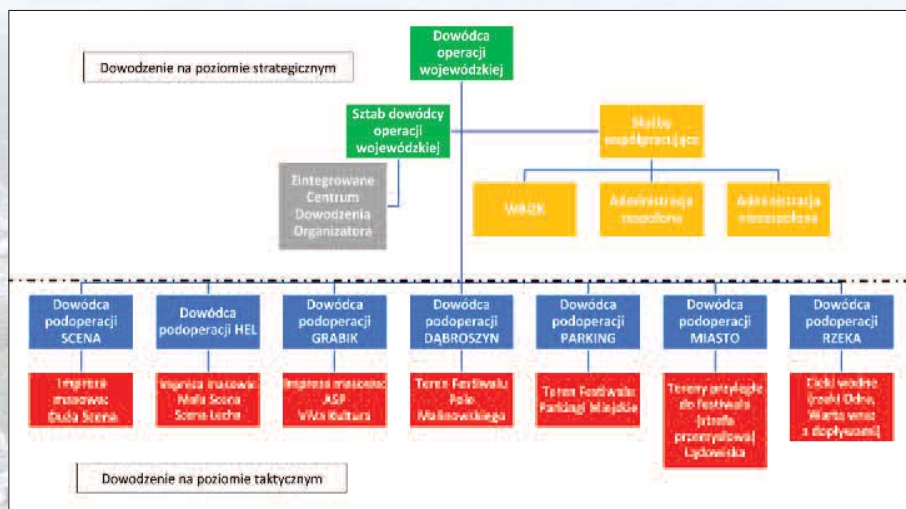 Dowódca
operacji
wojewódzkiej
Dowodzenie na poziomie strategicznym
Sztab dowódcy
operacji
wojewódzkiej
Służby
współpracujące
Zintegrowane
Centrum
Dowodzenia
Organizatora
WBiZK
Administracja
zespolona
Administracja
niezespolona
Dowódca
podoperacji
SCENA
Dowódca
podoperacji HEL
Dowódca
podoperacji
GRABIK
Dowódca
podoperacji
DĄBROSZYN
Dowódca
podoperacji
PARKING
Dowódca
podoperacji
MIASTO
Dowódca
podoperacji
RZEKA
Impreza
masowa:
Duża Scena
Impreza masowa:
Mała Scena
Scena Lecha
Impreza masowa:
ASP
Viva Kultura
Teren Festiwalu
Pole
Malinowskiego
Teren Festiwalu
Parkingi Miejskie
Tereny przyległe
do festiwalu
(strefa
przemysłowa)
Lądowiska
Cieki wodne
(rzeki Odra,
Warta wraz
z dopływami)
Dowodzenie na poziomie taktycznym